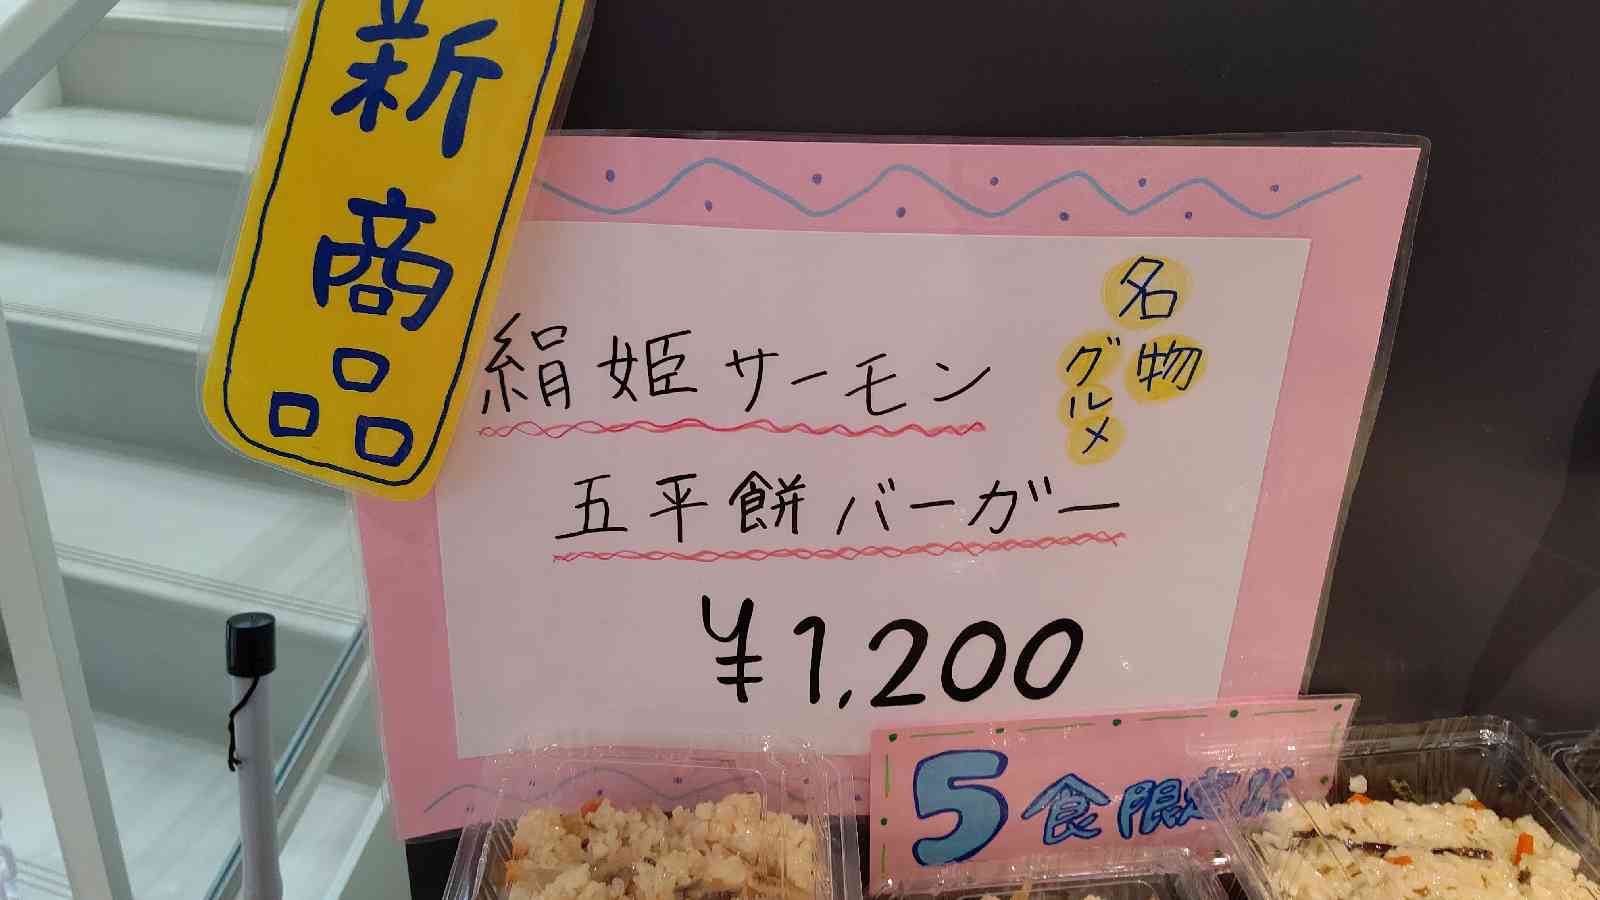 新商品
名物
グルメ
絹姫サーモン
五平餅バーガー
¥1,200
5食限定